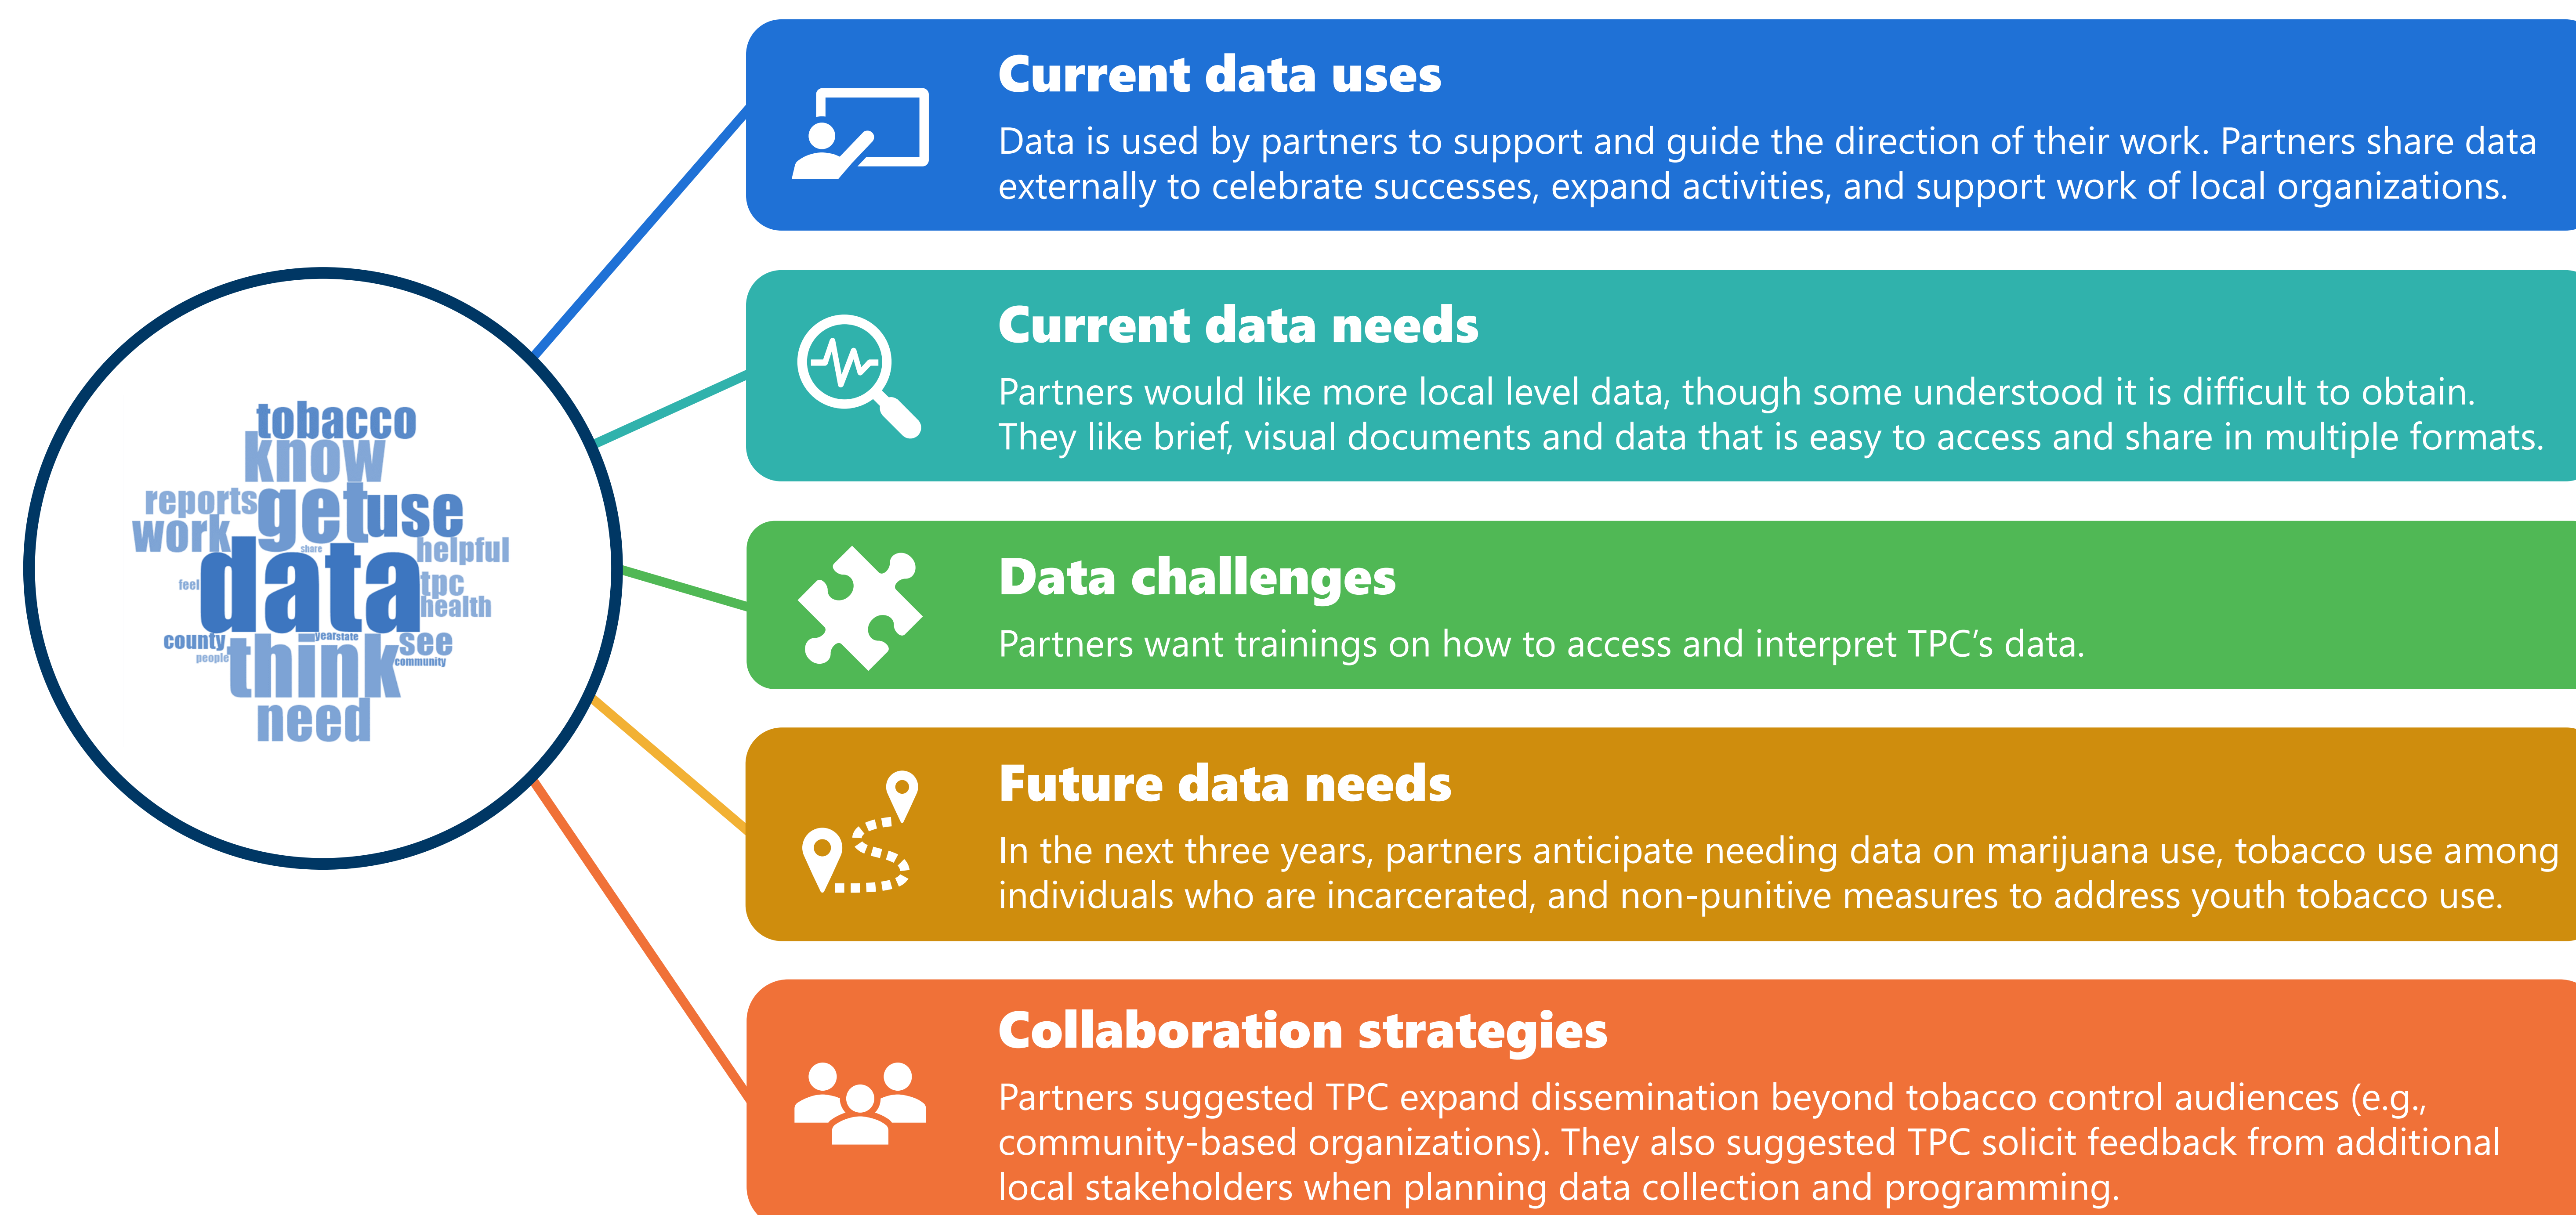 tobacco
know
reports get use
work share helpful
feel data tpc
health
county year state see
people think community
need
Current data uses
Data is used by partners to support and guide the direction of their work. Partners share data
externally to celebrate successes, expand activities, and support work of local organizations.
Current data needs
Partners would like more local level data, though some understood it is difficult to obtain.
They like brief, visual documents and data that is easy to access and share in multiple formats.
Data challenges
Partners want trainings on how to access and interpret TPC’s data.
Future data needs
In the next three years, partners anticipate needing data on marijuana use, tobacco use among
individuals who are incarcerated, and non-punitive measures to address youth tobacco use.
Collaboration strategies
Partners suggested TPC expand dissemination beyond tobacco control audiences (e.g.,
community-based organizations). They also suggested TPC solicit feedback from additional
local stakeholders when planning data collection and programming.